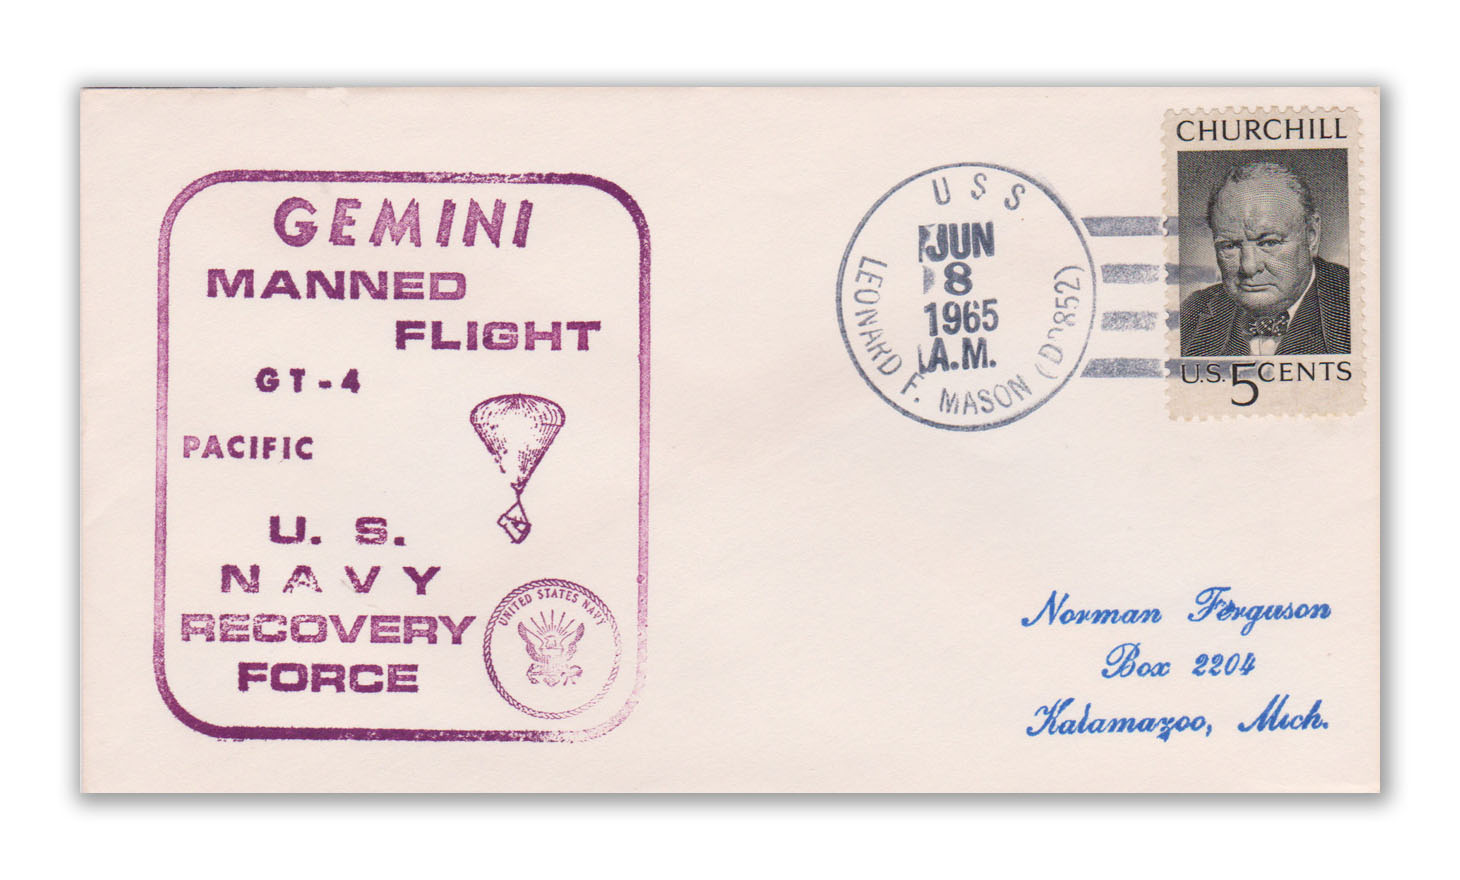 GEMINI
MANNED
FLIGHT
GT-4
PACIFIC
U. S.
NAVY
RECOVERY
FORCE
UNITED STATES NAVY
USS
LEONARD F. MASON
JUN
8
1965
A.M.
CHURCHILL
U.S. 5 CENTS
Norman Ferguson
Box 2204
Kalamazoo, Mich.